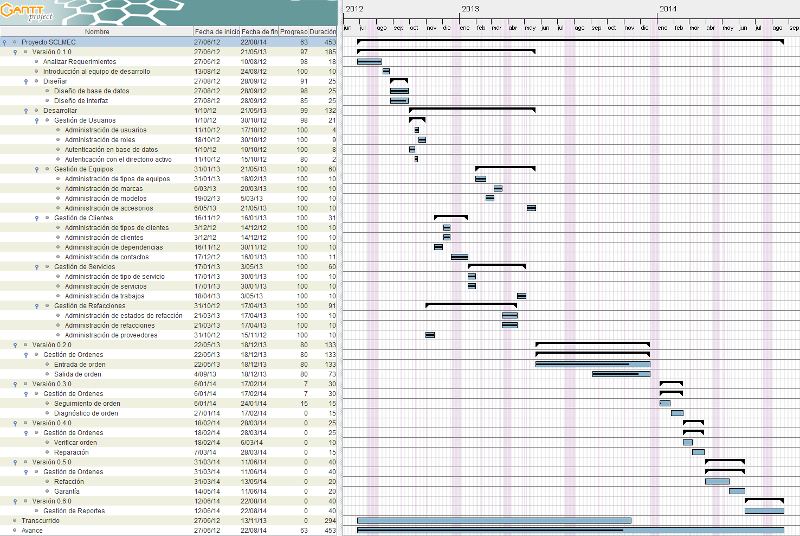 GANTT project
2012 2013 2014
jun jul ago sep oct nov dic ene feb mar abr may jun jul ago sep oct nov dic ene feb mar abr may jun jul ago sep
Nombre Fecha de inicio Fecha de fin Progreso Duración
Proyecto SCLMEC 27/06/12 22/08/14 63 453
Versión 0.1.0 27/06/12 21/05/13 97 185
Analizar Requerimientos 27/06/12 10/08/12 98 18
Introducción al equipo de desarrollo 13/08/12 24/08/12 100 10
Diseñar 27/08/12 28/09/12 91 25
Diseño de base de datos 27/08/12 28/09/12 98 25
Diseño de Interfaz 27/08/12 28/09/12 85 25
Desarrollar 1/10/12 21/05/13 99 132
Gestión de Usuarios 1/10/12 30/10/12 98 21
Administración de usuarios 11/10/12 17/10/12 100 4
Administración de roles 18/10/12 30/10/12 100 9
Autenticación en base de datos 1/10/12 10/10/12 100 8
Autenticación con el directorio activo 11/10/12 15/10/12 80 2
Gestión de Equipos 31/01/13 21/05/13 100 60
Administración de tipos de equipos 31/01/13 18/02/13 100 10
Administración de marcas 6/03/13 20/03/13 100 10
Administración de modelos 19/02/13 5/03/13 100 10
Administración de accesorios 6/05/13 21/05/13 100 10
Gestión de Clientes 16/11/12 16/01/13 100 31
Administración de tipos de clientes 3/12/12 14/12/12 100 10
Administración de clientes 3/12/12 14/12/12 100 10
Administración de dependencias 16/11/12 30/11/12 100 10
Administración de contactos 17/12/12 16/01/13 100 11
Gestión de Servicios 17/01/13 3/05/13 100 60
Administración de tipo de servicio 17/01/13 30/01/13 100 10
Administración de servicios 17/01/13 30/01/13 100 10
Administración de trabajos 18/04/13 3/05/13 100 10
Gestión de Refacciones 31/10/12 17/04/13 100 91
Administración de estados de refacción 21/03/13 17/04/13 100 10
Administración de refacciones 21/03/13 17/04/13 100 10
Administración de proveedores 31/10/12 15/11/12 100 10
Versión 0.2.0 22/05/13 18/12/13 80 133
Gestión de Ordenes 22/05/13 18/12/13 80 133
Entrada de orden 22/05/13 18/12/13 80 133
Salida de orden 4/09/13 18/12/13 80 73
Versión 0.3.0 6/01/14 17/02/14 7 30
Gestión de Ordenes 6/01/14 17/02/14 7 30
Seguimiento de orden 6/01/14 24/01/14 15 15
Diagnóstico de orden 27/01/14 17/02/14 0 15
Versión 0.4.0 18/02/14 28/03/14 0 25
Gestión de Ordenes 18/02/14 28/03/14 0 25
Verificar orden 18/02/14 6/03/14 0 10
Reparación 7/03/14 28/03/14 0 15
Versión 0.5.0 31/03/14 11/06/14 0 40
Gestión de Ordenes 31/03/14 11/06/14 0 40
Refacción 31/03/14 13/05/14 0 20
Garantía 14/05/14 11/06/14 0 20
Versión 0.6.0 12/06/14 22/08/14 0 40
Gestión de Reportes 12/06/14 22/08/14 0 40
Transcurrido 27/06/12 13/11/13 0 294
Avance 27/06/12 22/08/14 63 453